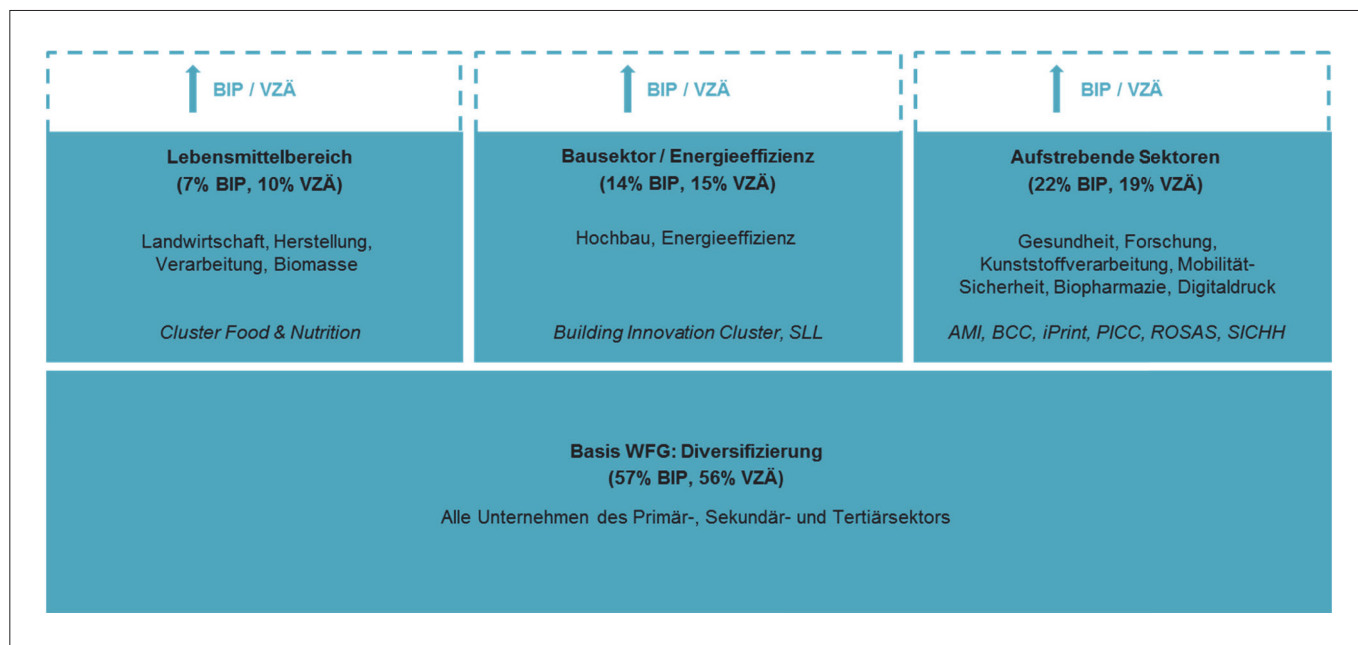 BIP / VZÄ
Lebensmittelbereich
(7% BIP, 10% VZÄ)
Landwirtschaft, Herstellung,
Verarbeitung, Biomasse
Cluster Food & Nutrition
BIP / VZÄ
Bausektor / Energieeffizienz
(14% BIP, 15% VZÄ)
Hochbau, Energieeffizienz
Building Innovation Cluster, SLL
BIP / VZÄ
Aufstrebende Sektoren
(22% BIP, 19% VZÄ)
Gesundheit, Forschung,
Kunststoffverarbeitung, Mobilität-
Sicherheit, Biopharmazie, Digitaldruck
AMI, BCC, iPrint, PICC, ROSAS, SICHH
Basis WFG: Diversifizierung
(57% BIP, 56% VZÄ)
Alle Unternehmen des Primär-, Sekundär- und Tertiärsektors